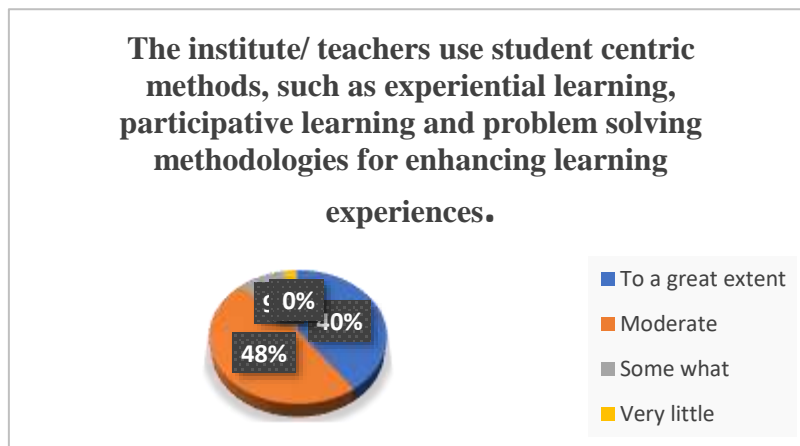 The institute/ teachers use student centric
methods, such as experiential learning,
participative learning and problem solving
methodologies for enhancing learning
experiences.
0%
40%
48%
To a great extent
Moderate
Some what
Very little